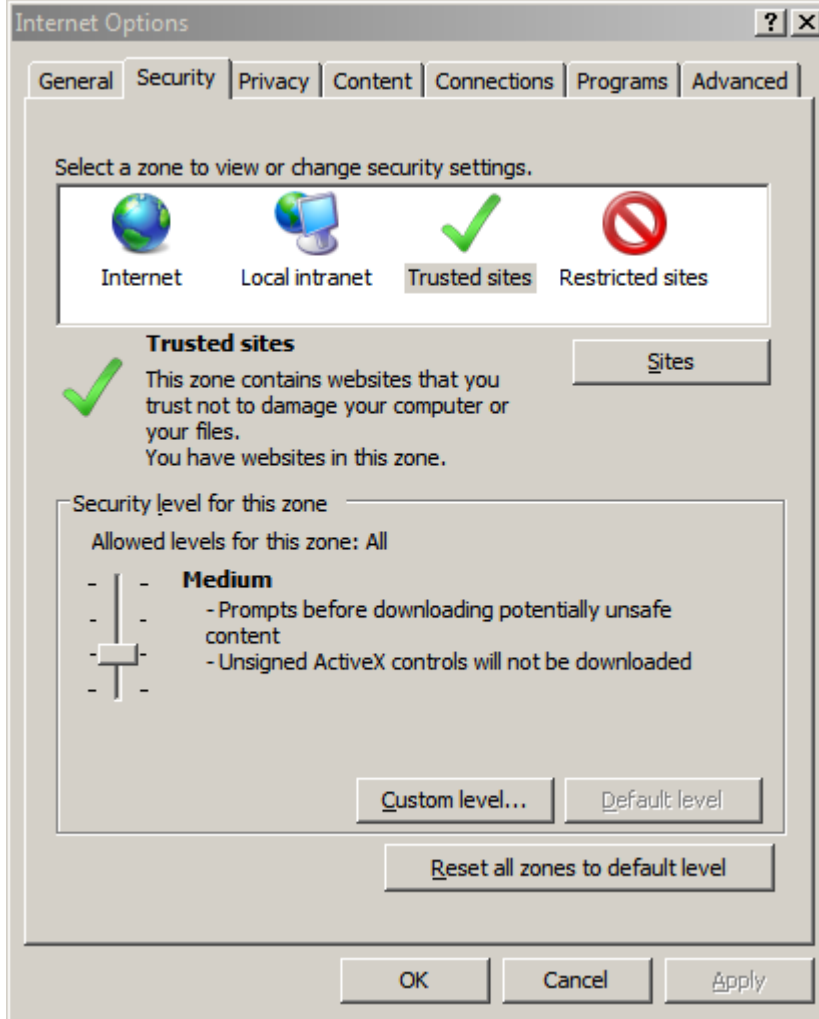 Internet Options
General Security Privacy Content Connections Programs Advanced
Select a zone to view or change security settings.
Internet Local intranet Trusted sites Restricted sites
Trusted sites
Sites
This zone contains websites that you
trust not to damage your computer or
your files.
You have websites in this zone.
Security level for this zone
Allowed levels for this zone: All
Medium
- Prompts before downloading potentially unsafe
content
- Unsigned ActiveX controls will not be downloaded
Custom level... Default level
Reset all zones to default level
OK Cancel Apply